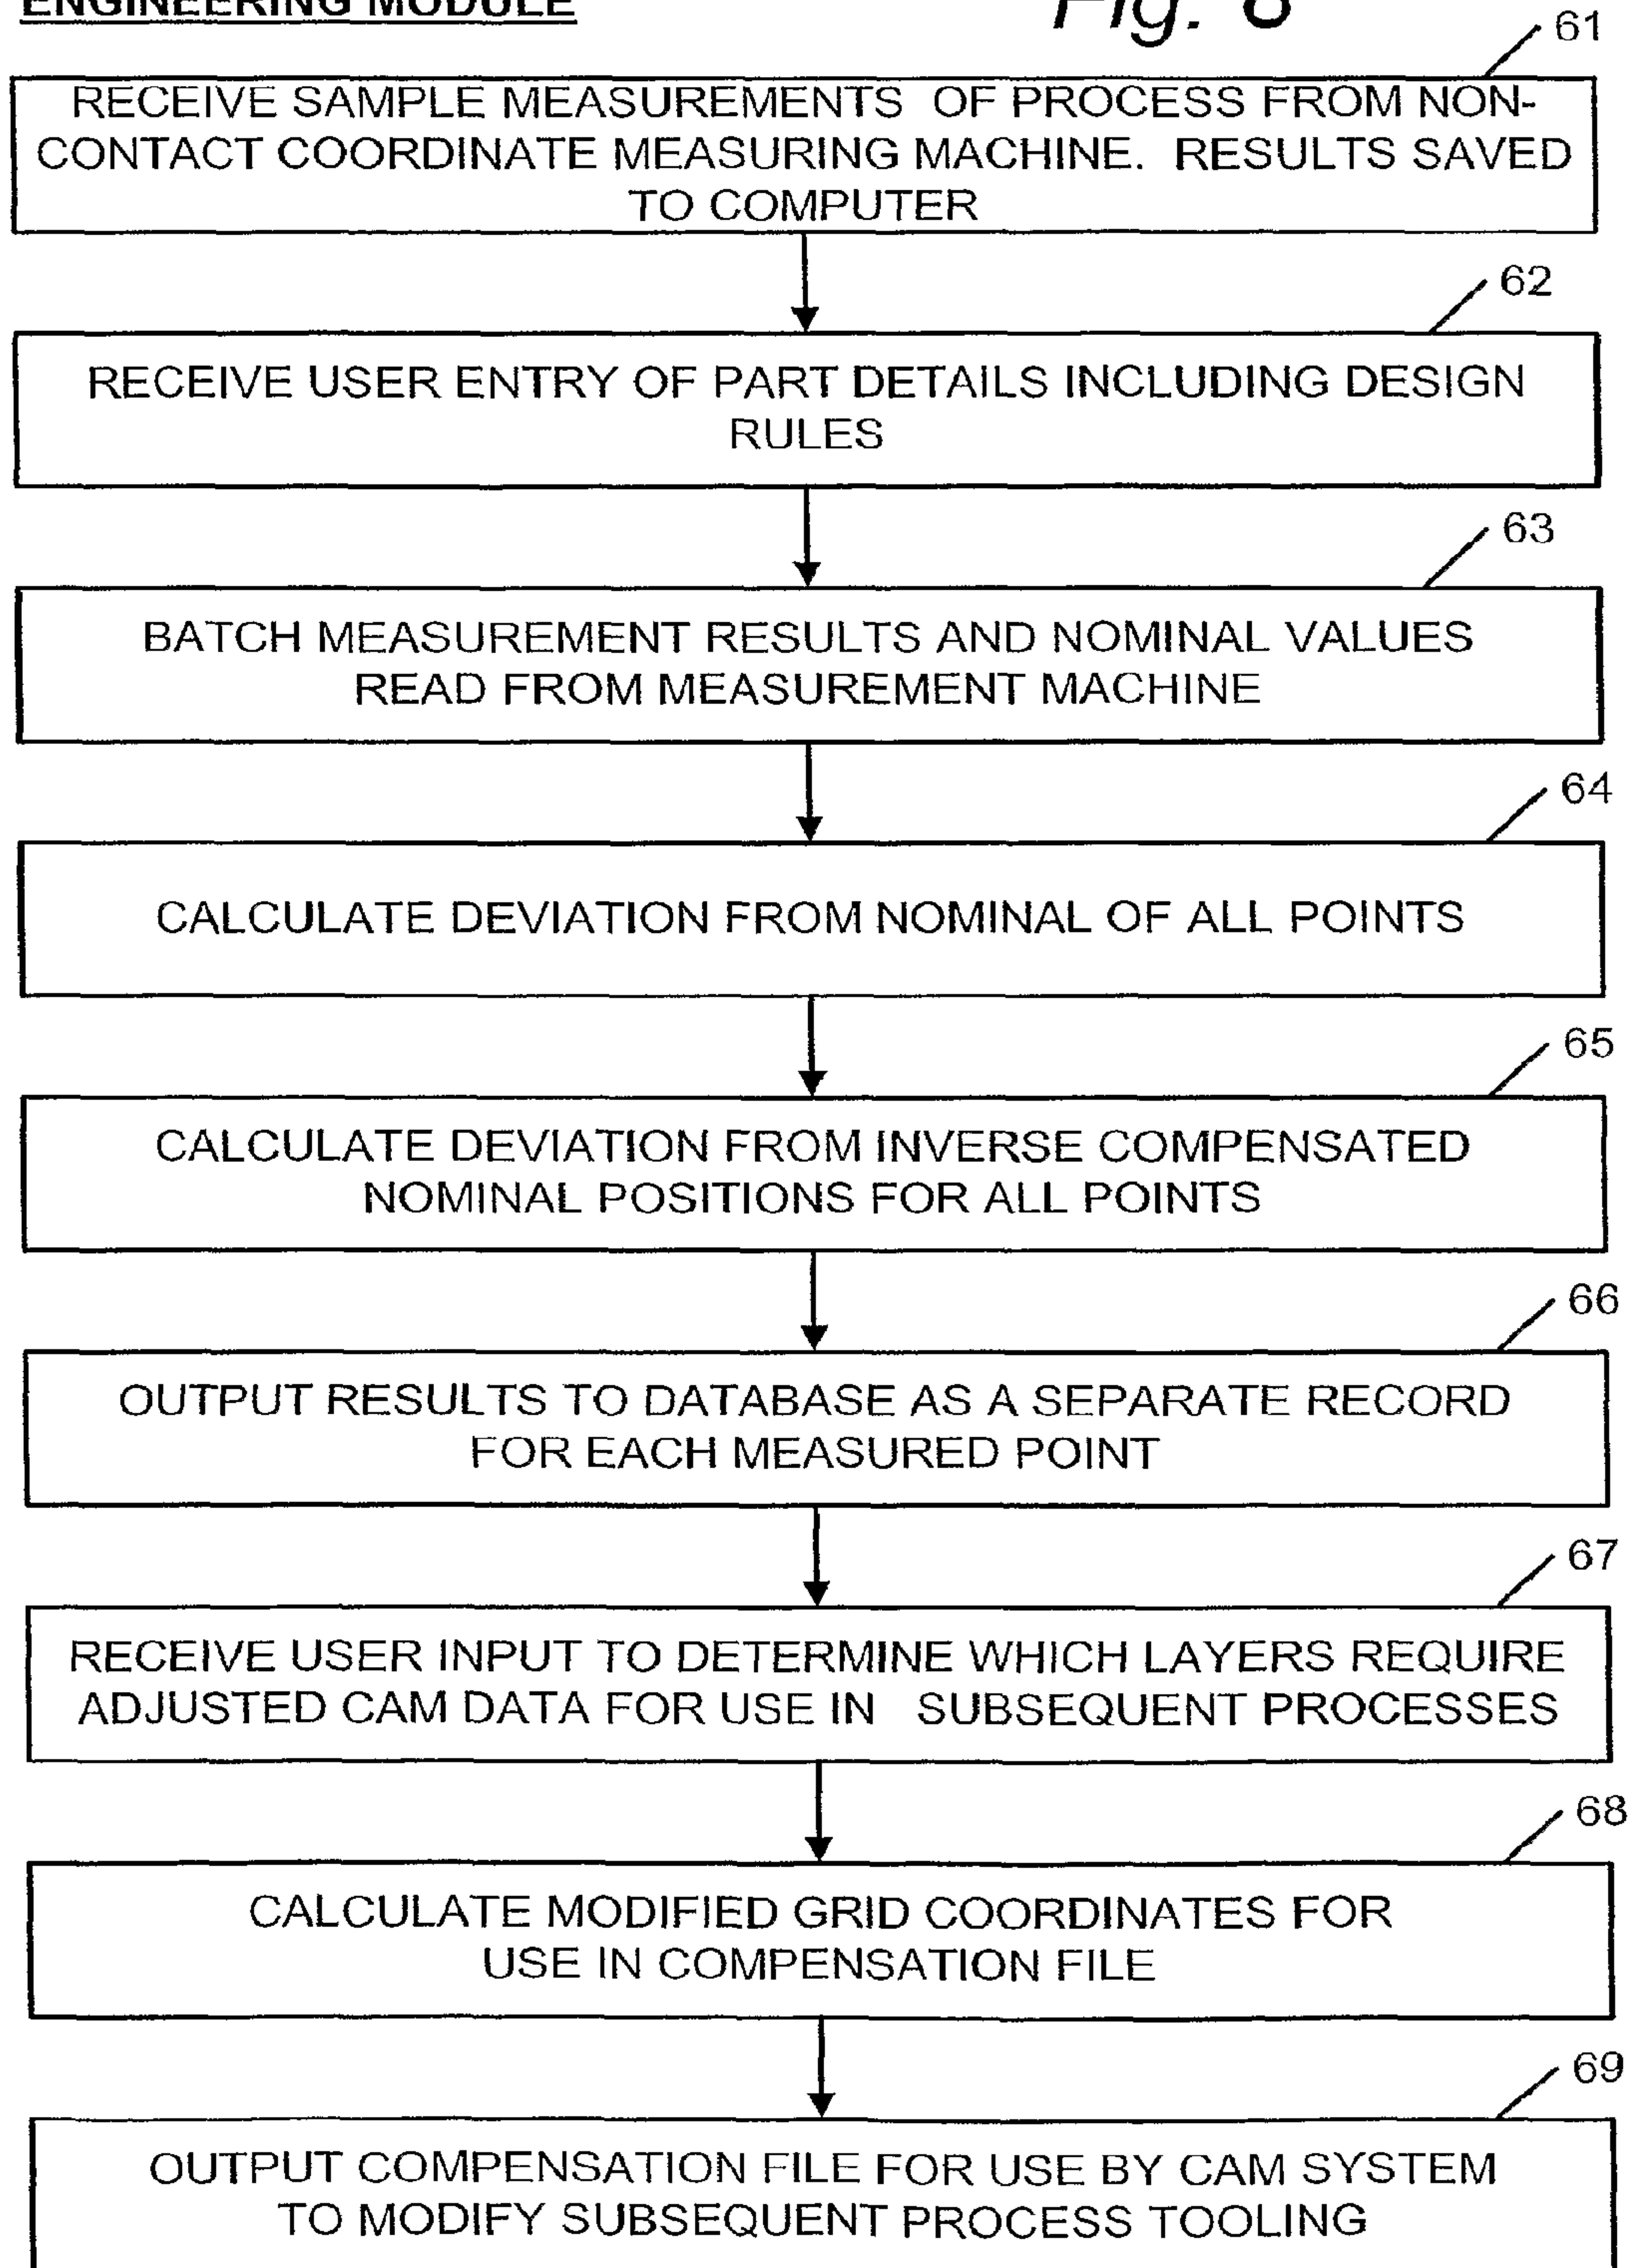 ENGINEERING MODULE
Fig. 8
61
RECEIVE SAMPLE MEASUREMENTS OF PROCESS FROM NON-
CONTACT COORDINATE MEASURING MACHINE. RESULTS SAVED
TO COMPUTER
62
RECEIVE USER ENTRY OF PART DETAILS INCLUDING DESIGN
RULES
63
BATCH MEASUREMENT RESULTS AND NOMINAL VALUES
READ FROM MEASUREMENT MACHINE
64
CALCULATE DEVIATION FROM NOMINAL OF ALL POINTS
65
CALCULATE DEVIATION FROM INVERSE COMPENSATED
NOMINAL POSITIONS FOR ALL POINTS
66
OUTPUT RESULTS TO DATABASE AS A SEPARATE RECORD
FOR EACH MEASURED POINT
67
RECEIVE USER INPUT TO DETERMINE WHICH LAYERS REQUIRE
ADJUSTED CAM DATA FOR USE IN SUBSEQUENT PROCESSES
68
CALCULATE MODIFIED GRID COORDINATES FOR
USE IN COMPENSATION FILE
69
OUTPUT COMPENSATION FILE FOR USE BY CAM SYSTEM
TO MODIFY SUBSEQUENT PROCESS TOOLING